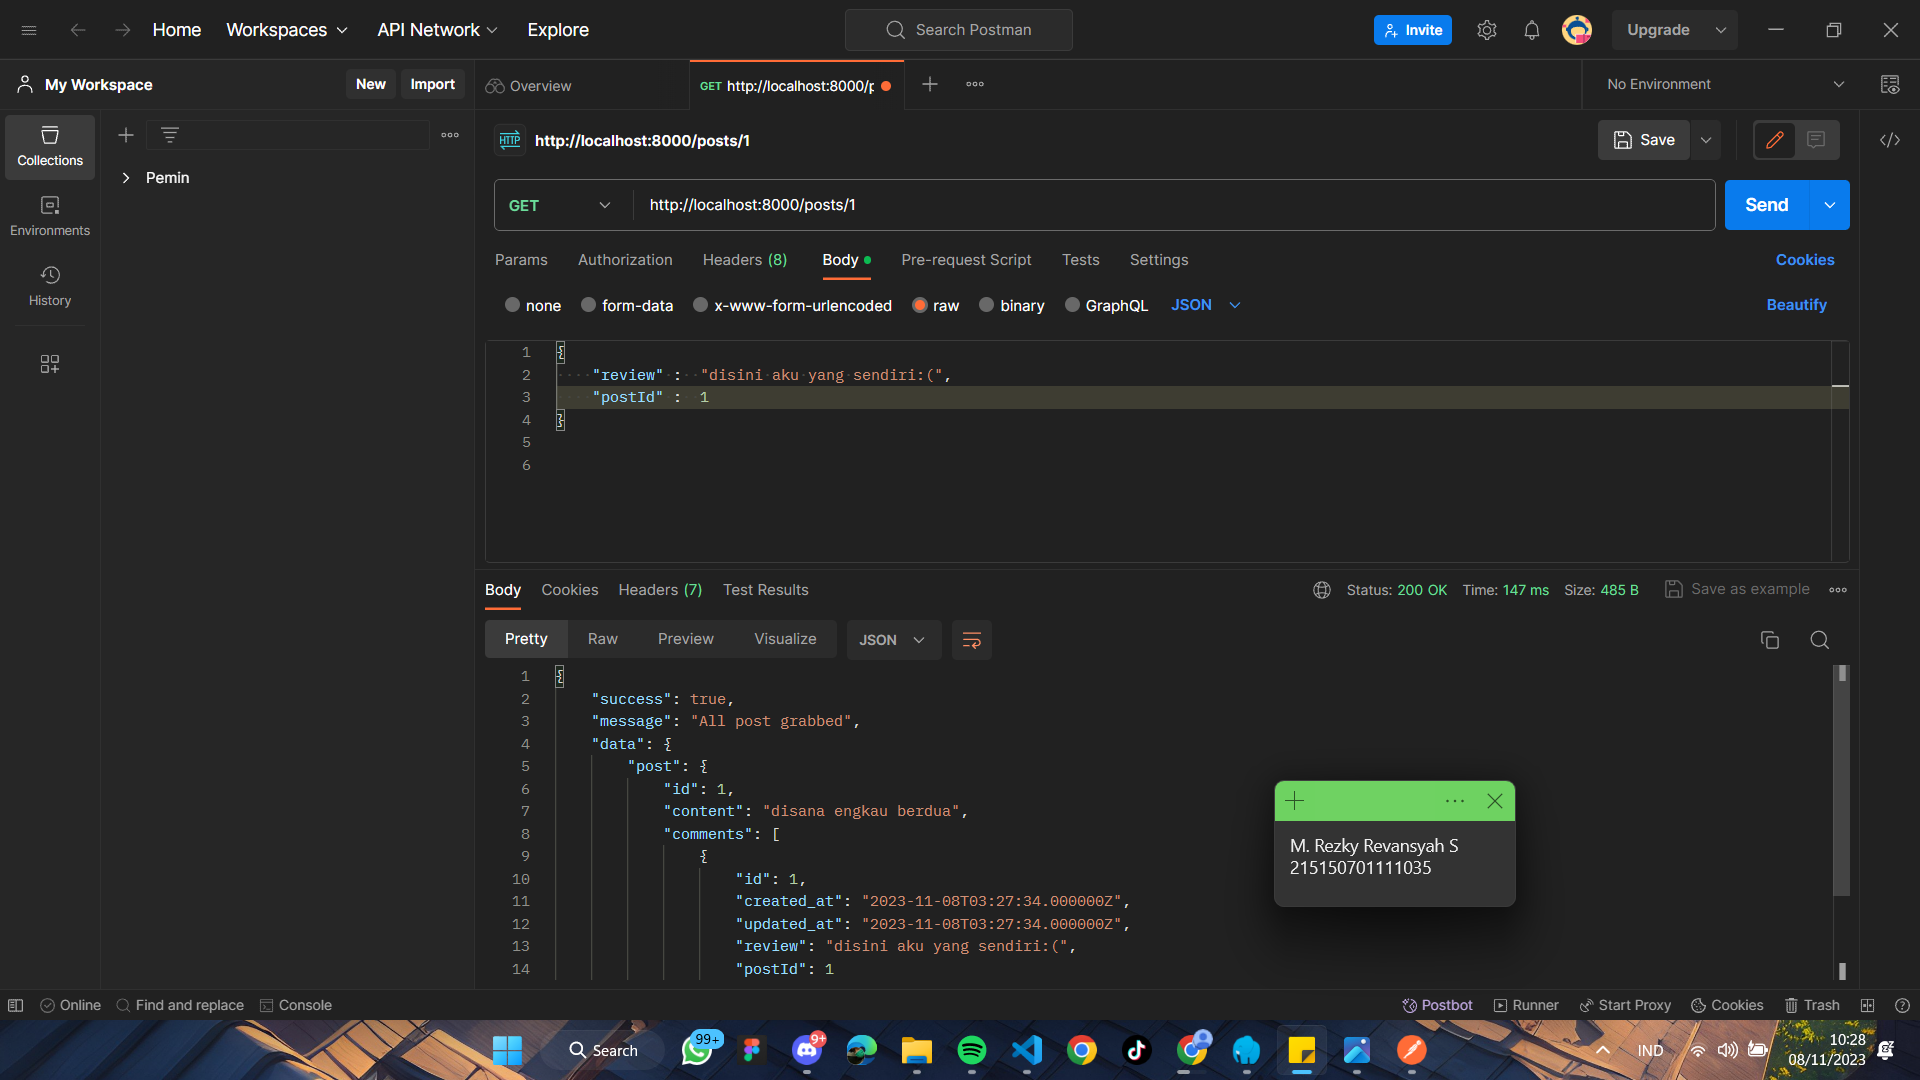 Home
Workspaces
API Network
Explore
Search Postman
Invite
Upgrade
My Workspace
New
Import
Overview
GET http://localhost:8000/p
No Environment
Collections
Environments
History
Pemin
HTTP http://localhost:8000/posts/1
Save
GET
http://localhost:8000/posts/1
Send
Params
Authorization
Headers (8)
Body
Pre-request Script
Tests
Settings
Cookies
none
form-data
x-www-form-urlencoded
raw
binary
GraphQL
JSON
Beautify
1 {
2 "review" : "disini aku yang sendiri:(",
3 "postId" : 1
4 }
5
6
Body
Cookies
Headers (7)
Test Results
Status: 200 OK
Time: 147 ms
Size: 485 B
Save as example
Pretty
Raw
Preview
Visualize
JSON
1 {
2 "success": true,
3 "message": "All post grabbed",
4 "data": {
5 "post": {
6 "id": 1,
7 "content": "disana engkau berdua",
8 "comments": [
9 {
10 "id": 1,
11 "created_at": "2023-11-08T03:27:34.000000Z",
12 "updated_at": "2023-11-08T03:27:34.000000Z",
13 "review": "disini aku yang sendiri:(",
14 "postId": 1
M. Rezky Revansyah S
215150701111035
Online
Find and replace
Console
Postbot
Runner
Start Proxy
Cookies
Trash
Search
99+
9+
IND
10:28
08/11/2023